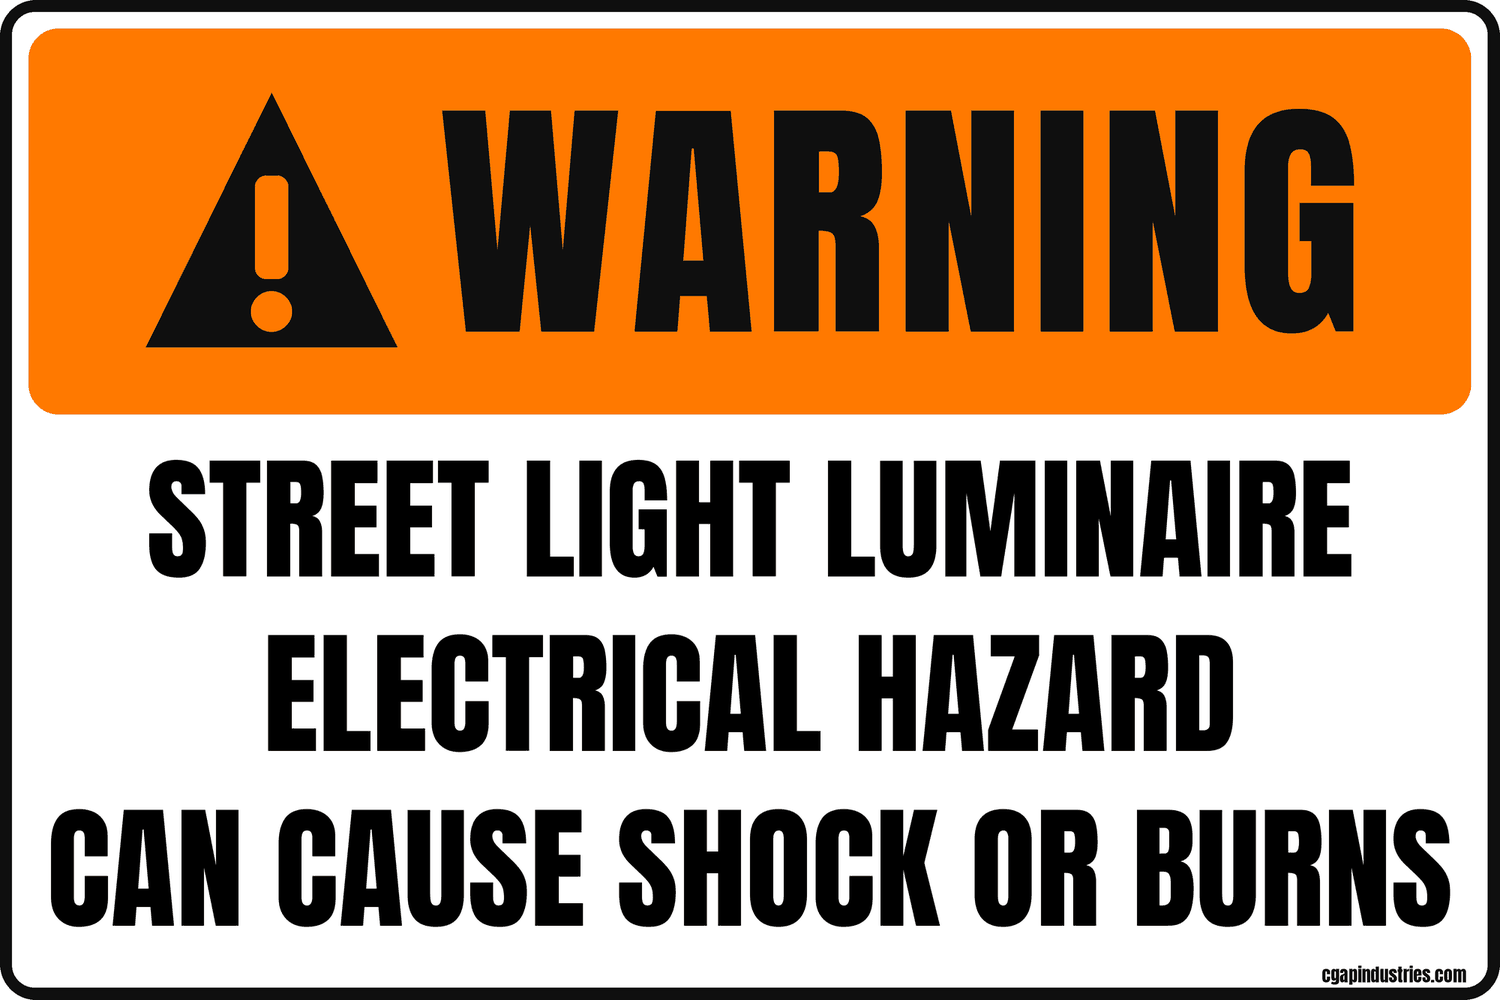 WARNING
STREET LIGHT LUMINAIRE
ELECTRICAL HAZARD
CAN CAUSE SHOCK OR BURNS
cgapindustries.com